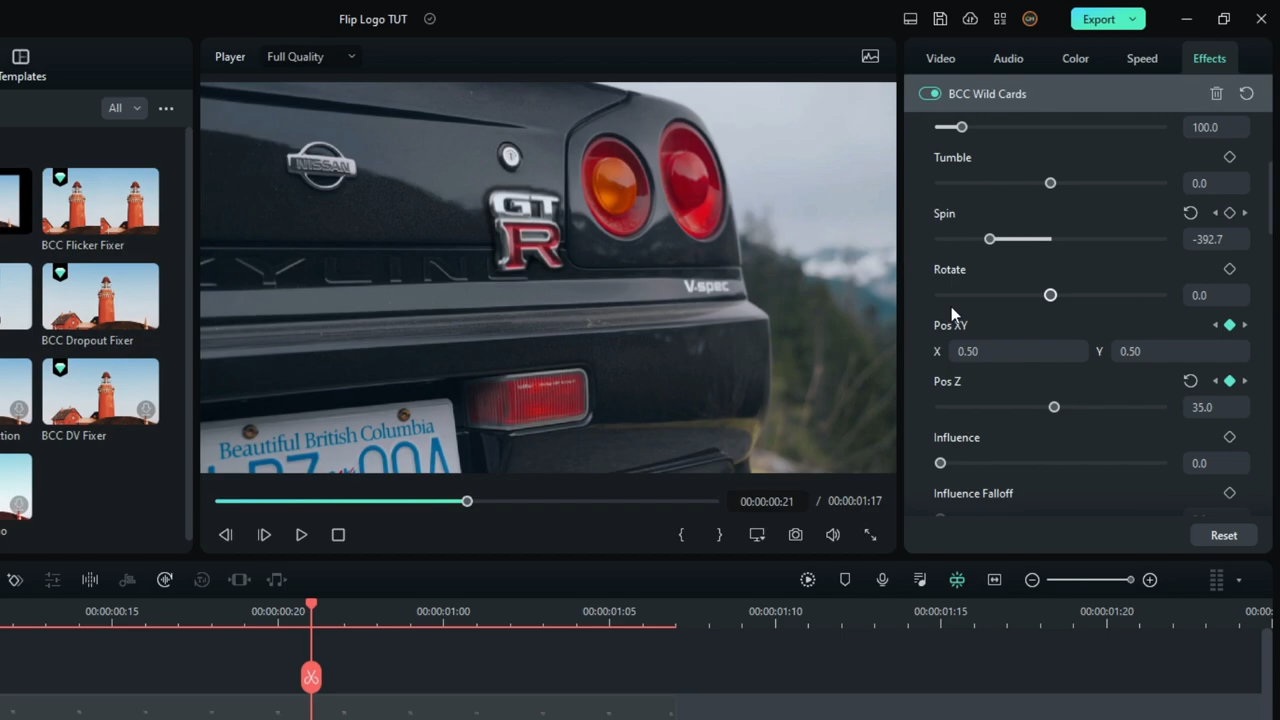 Flip Logo TUT
Export
Templates
Player
Full Quality
Video
Audio
Color
Speed
Effects
All
BCC Wild Cards
100.0
Tumble
0.0
Spin
-392.7
Rotate
0.0
Pos XY
X 0.50 Y 0.50
Pos Z
35.0
Influence
0.0
Influence Falloff
Reset
BCC Flicker Fixer
BCC Dropout Fixer
BCC DV Fixer
NISSAN
GT
R
SKYLINE
V-spec
Beautiful British Columbia
00:00:00:21 / 00:00:01:17
00:00:00:15
00:00:00:20
00:00:01:00
00:00:01:05
00:00:01:10
00:00:01:15
00:00:01:20